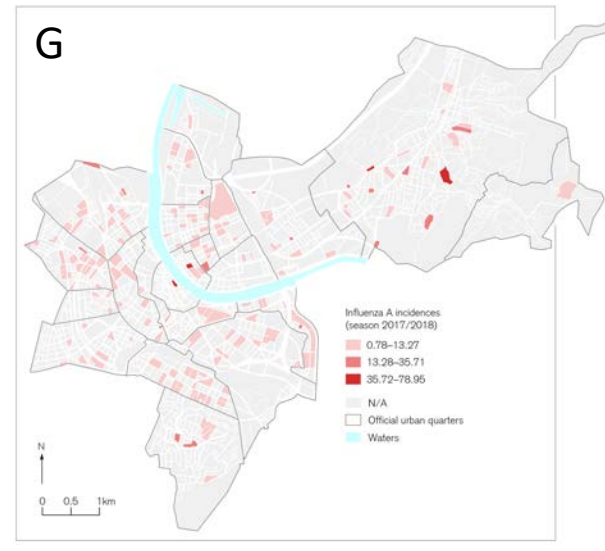 G
Influenza A incidences
(season 2017/2018)
0.78–13.27
13.28–35.71
35.72–78.95
N/A
Official urban quarters
Waters
N
0 0.5 1km